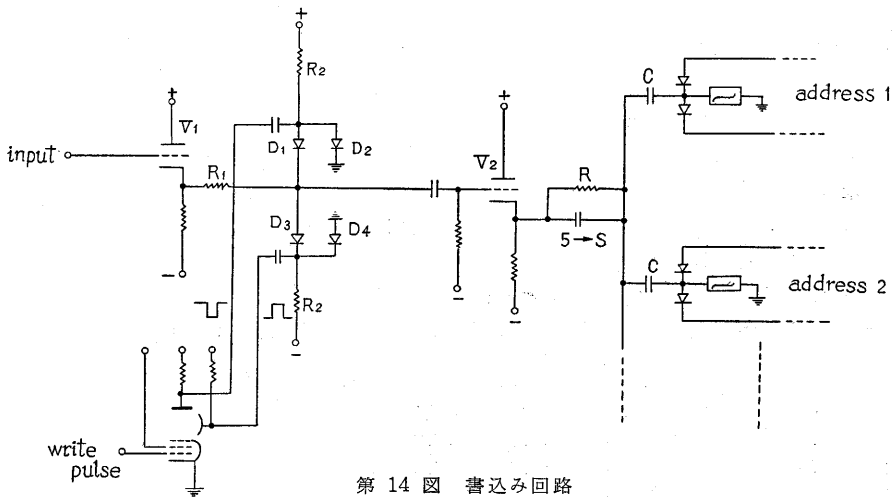 +
R2
+
V1
input
D1
D2
R1
D3
D4
R2
−
−
+
V2
R
5→S
−
−
C
address 1
C
address 2
write
pulse
第 14 図 書込み回路